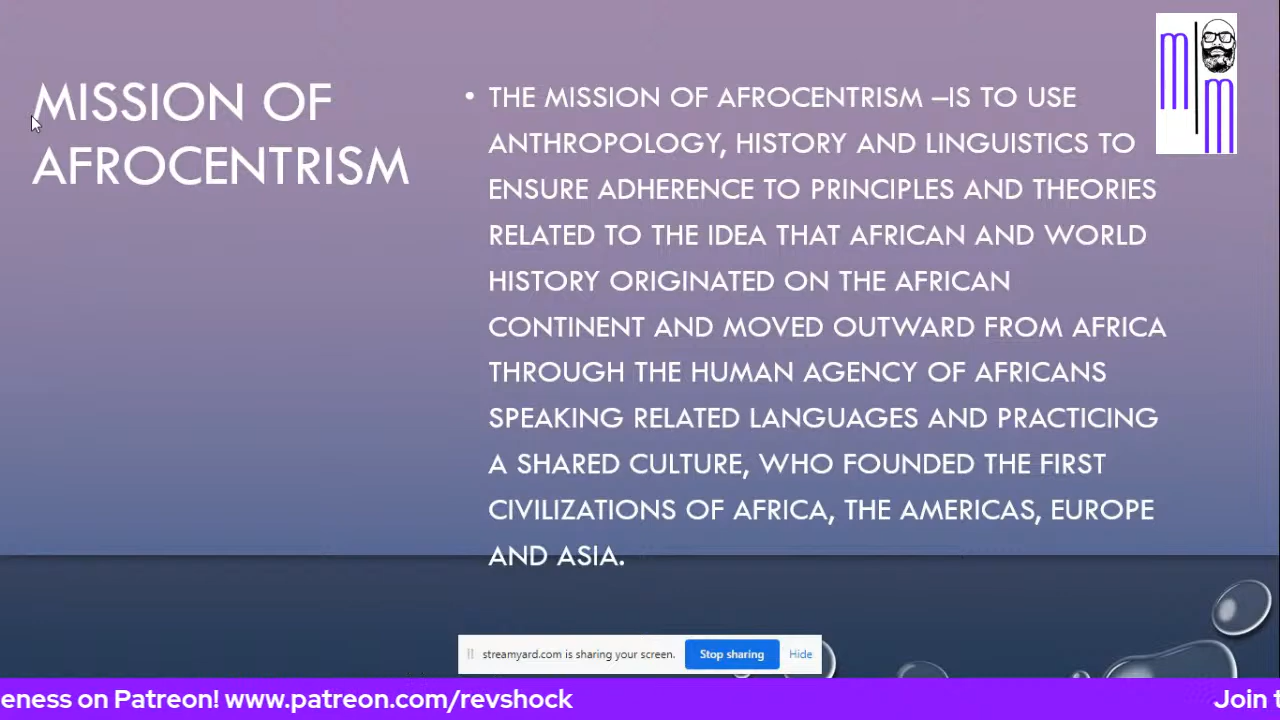 MISSION OF
AFROCENTRISM
• THE MISSION OF AFROCENTRISM –IS TO USE
ANTHROPOLOGY, HISTORY AND LINGUISTICS TO
ENSURE ADHERENCE TO PRINCIPLES AND THEORIES
RELATED TO THE IDEA THAT AFRICAN AND WORLD
HISTORY ORIGINATED ON THE AFRICAN
CONTINENT AND MOVED OUTWARD FROM AFRICA
THROUGH THE HUMAN AGENCY OF AFRICANS
SPEAKING RELATED LANGUAGES AND PRACTICING
A SHARED CULTURE, WHO FOUNDED THE FIRST
CIVILIZATIONS OF AFRICA, THE AMERICAS, EUROPE
AND ASIA.
m
m
streamyard.com is sharing your screen.
Stop sharing
Hide
eness on Patreon! www.patreon.com/revshock
Join t